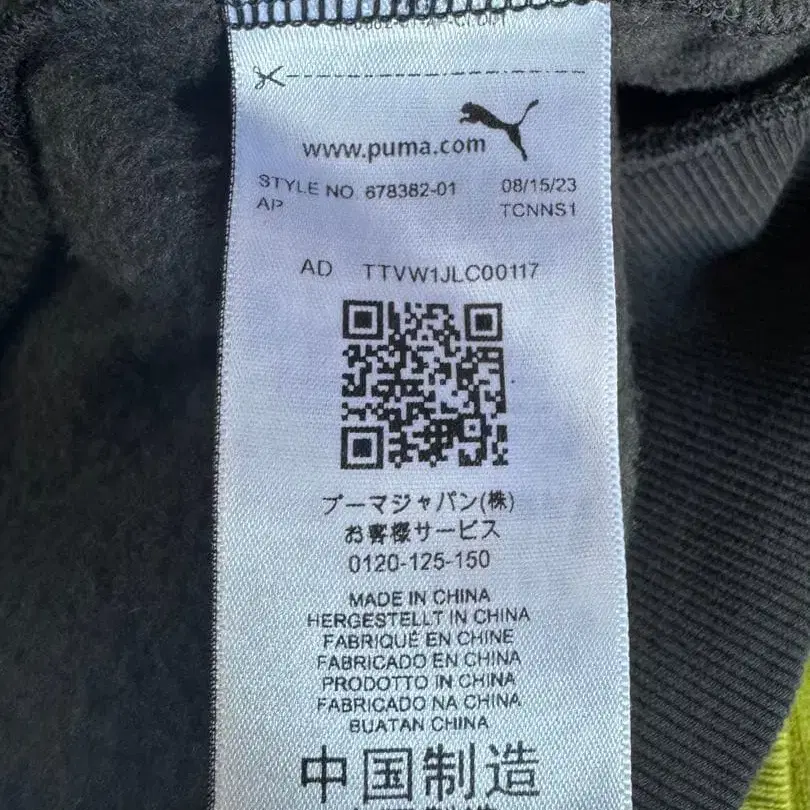 www.puma.com
STYLE NO. 678382-01 08/15/23
AP TCNNS1
AD TTVW1JLC00117
プーマジャパン(株)
お客様サービス
0120-125-150
MADE IN CHINA
HERGESTELLT IN CHINA
FABRIQUÉ EN CHINE
FABRICADO EN CHINA
PRODOTTO IN CHINA
FABRICADO NA CHINA
BUATAN CHINA
中国制造